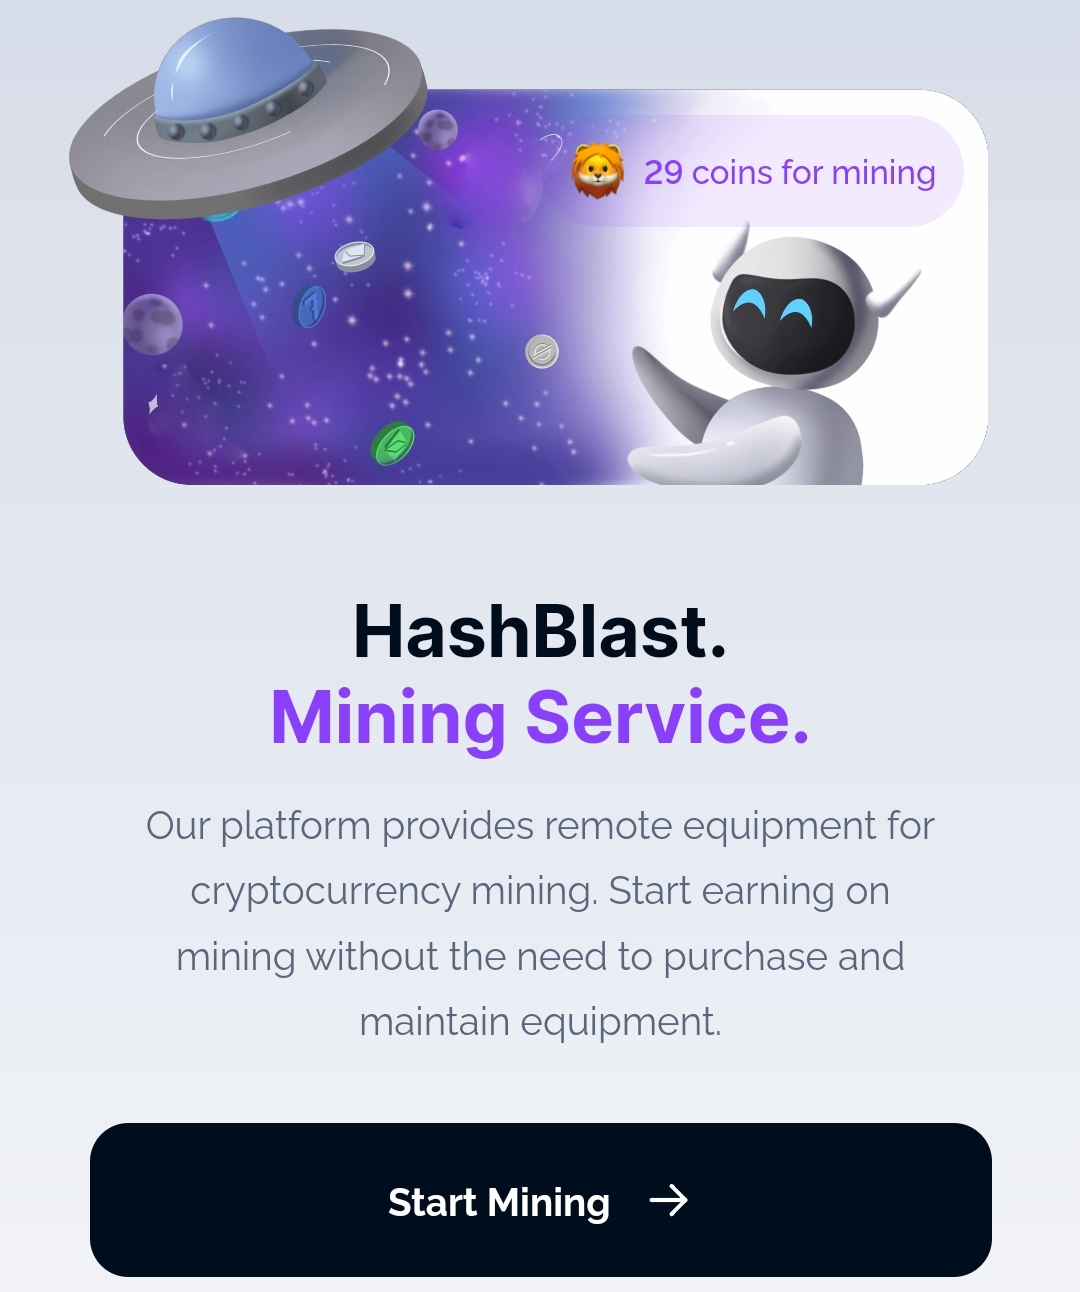 29 coins for mining
HashBlast.
Mining Service.
Our platform provides remote equipment for
cryptocurrency mining. Start earning on
mining without the need to purchase and
maintain equipment.
Start Mining